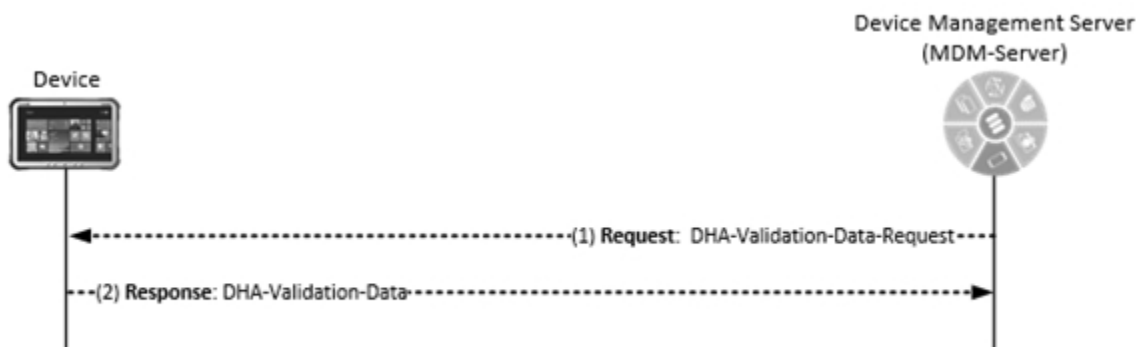 Device Management Server
(MDM-Server)
Device
(1) Request: DHA-Validation-Data-Request
(2) Response: DHA-Validation-Data